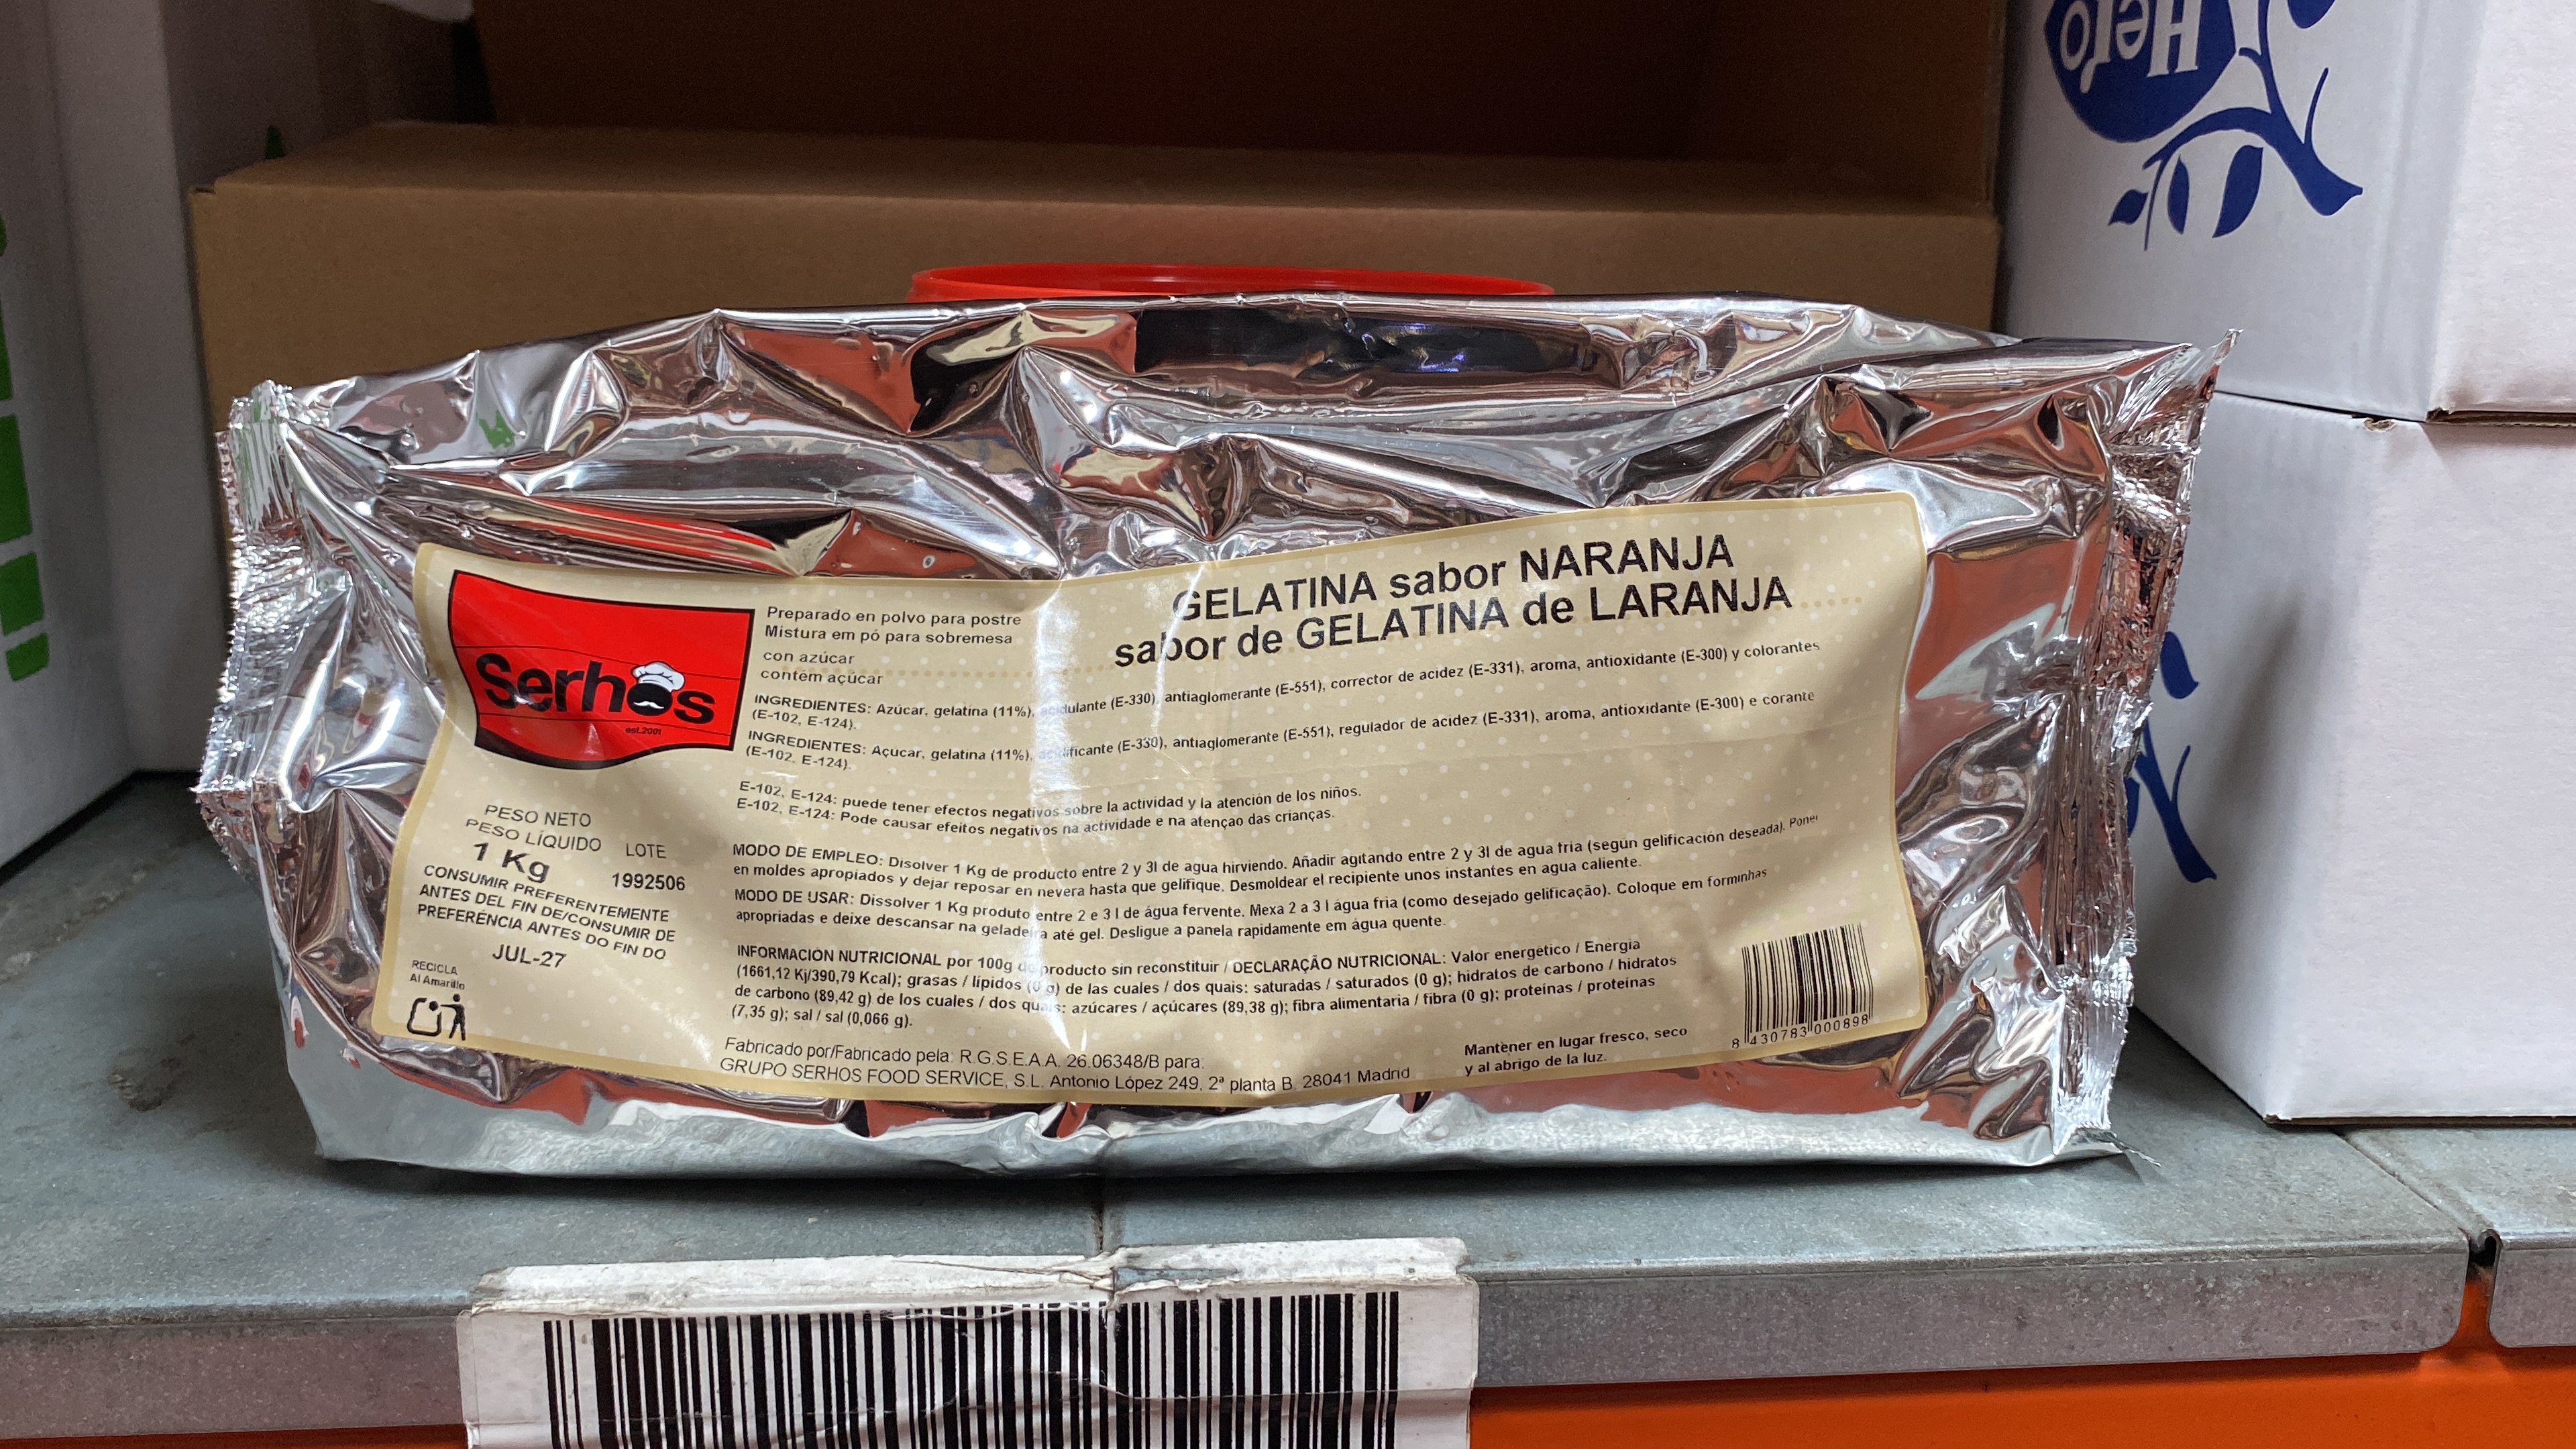 Hero
GELATINA sabor NARANJA
sabor de GELATINA de LARANJA
Serhos
est.2001
Preparado en polvo para postre
Mistura em pó para sobremesa
con azúcar
contém açúcar
INGREDIENTES: Azúcar, gelatina (11%), acidulante (E-330), antiaglomerante (E-551), corrector de acidez (E-331), aroma, antioxidante (E-300) y colorantes
(E-102, E-124).
INGREDIENTES: Açucar, gelatina (11%), acidificante (E-330), antiaglomerante (E-551), regulador de acidez (E-331), aroma, antioxidante (E-300) e corante
(E-102, E-124).
E-102, E-124: puede tener efectos negativos sobre la actividad y la atención de los niños.
E-102, E-124: Pode causar efeitos negativos na actividade e na atençao das crianças.
MODO DE EMPLEO: Disolver 1 Kg de producto entre 2 y 3l de agua hirviendo. Añadir agitando entre 2 y 3l de agua fria (según gelificación deseada). Poner
en moldes apropiados y dejar reposar en nevera hasta que gelifique. Desmoldear el recipiente unos instantes en agua caliente.
MODO DE USAR: Dissolver 1 Kg produto entre 2 e 3 l de água fervente. Mexa 2 a 3 l água fria (como desejado gelificação). Coloque em forminhas
apropriadas e deixe descansar na geladeira até gel. Desligue a panela rapidamente em água quente.
INFORMACIÓN NUTRICIONAL por 100g de producto sin reconstituir / DECLARAÇÃO NUTRICIONAL: Valor energético / Energia
(1661,12 Kj/390,79 Kcal); grasas / lípidos (0 g) de las cuales / dos quais: saturadas / saturados (0 g); hidratos de carbono / hidratos
de carbono (89,42 g) de los cuales / dos quais: azúcares / açúcares (89,38 g); fibra alimentaria / fibra (0 g); proteínas / proteínas
(7,35 g); sal / sal (0,066 g).
Fabricado por/Fabricado pela: R.G.S.E.A.A. 26.06348/B para:
GRUPO SERHOS FOOD SERVICE, S.L. Antonio López 249, 2ª planta B. 28041 Madrid
Mantener en lugar fresco, seco
y al abrigo de la luz.
8 430783 000898
PESO NETO
PESO LÍQUIDO
1 Kg
LOTE
1992506
CONSUMIR PREFERENTEMENTE
ANTES DEL FIN DE/CONSUMIR DE
PREFERÊNCIA ANTES DO FIN DO
JUL-27
RECICLA
Al Amarillo